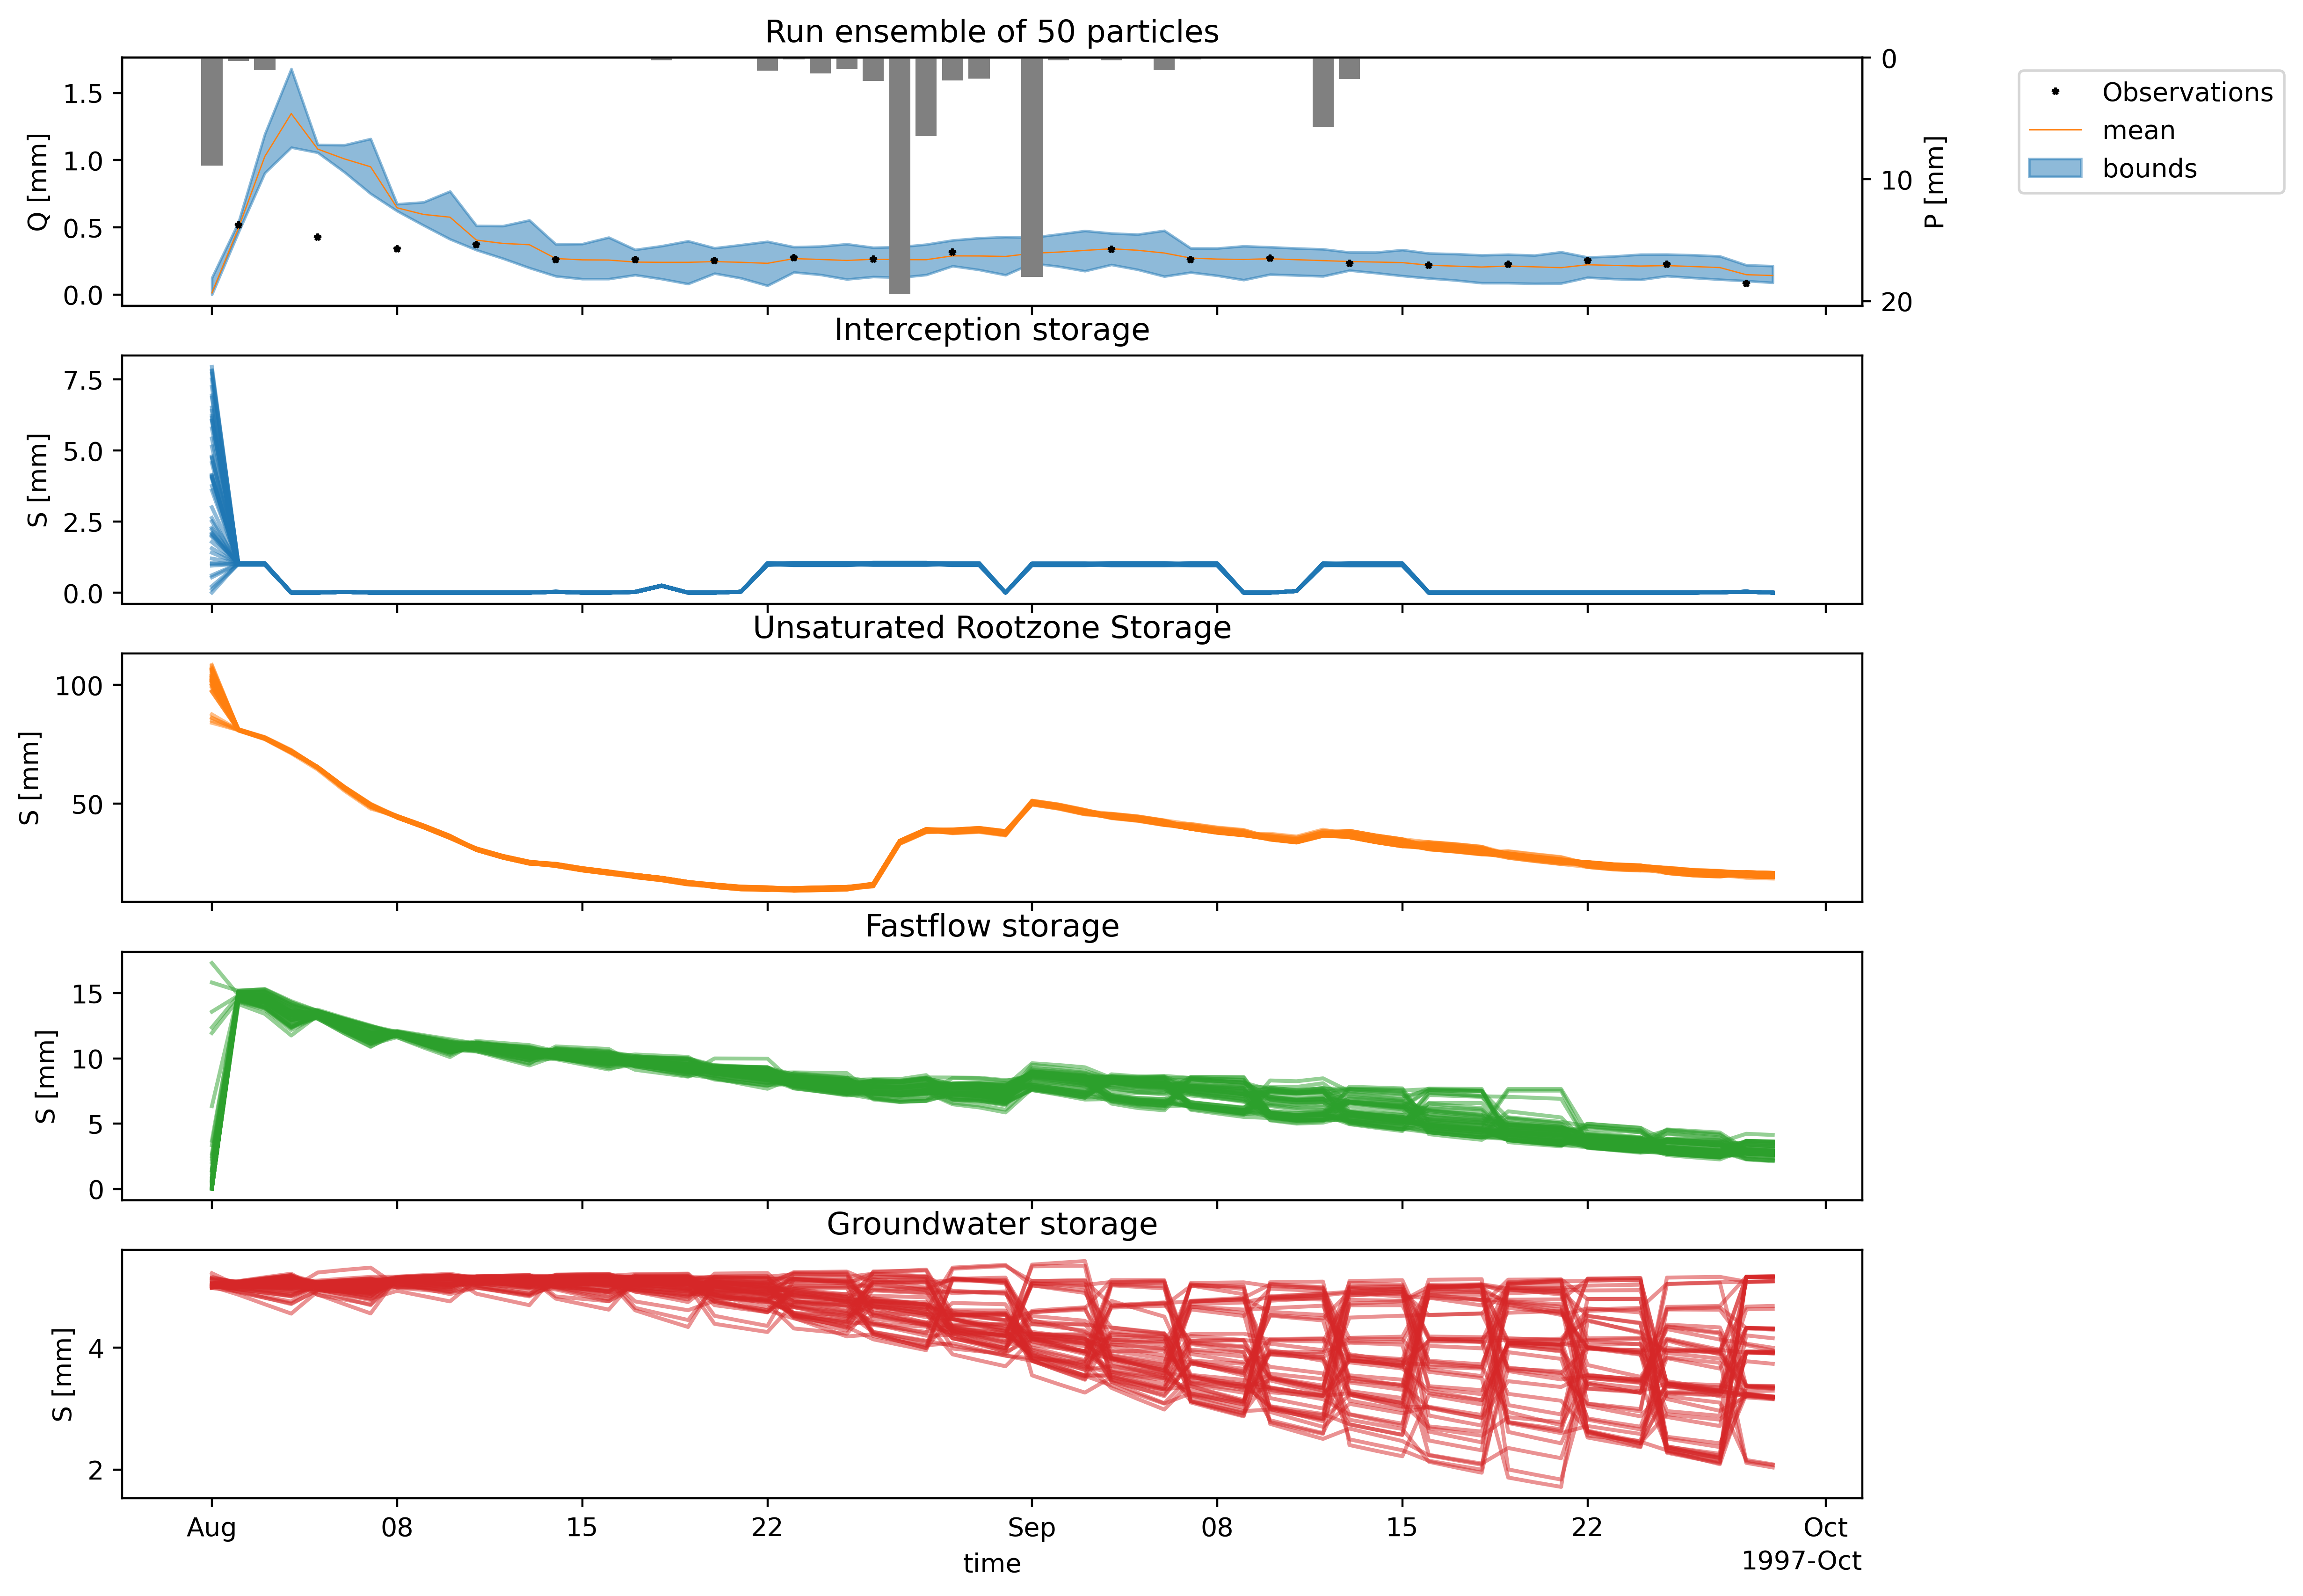 Run ensemble of 50 particles
1.5
1.0
0.5
0.0
Q [mm]
0
10
20
P [mm]
Observations
mean
bounds
Interception storage
7.5
5.0
2.5
0.0
S [mm]
Unsaturated Rootzone Storage
100
50
S [mm]
Fastflow storage
15
10
5
0
S [mm]
Groundwater storage
4
2
S [mm]
Aug 08 15 22 Sep 08 15 22 Oct
time
1997-Oct